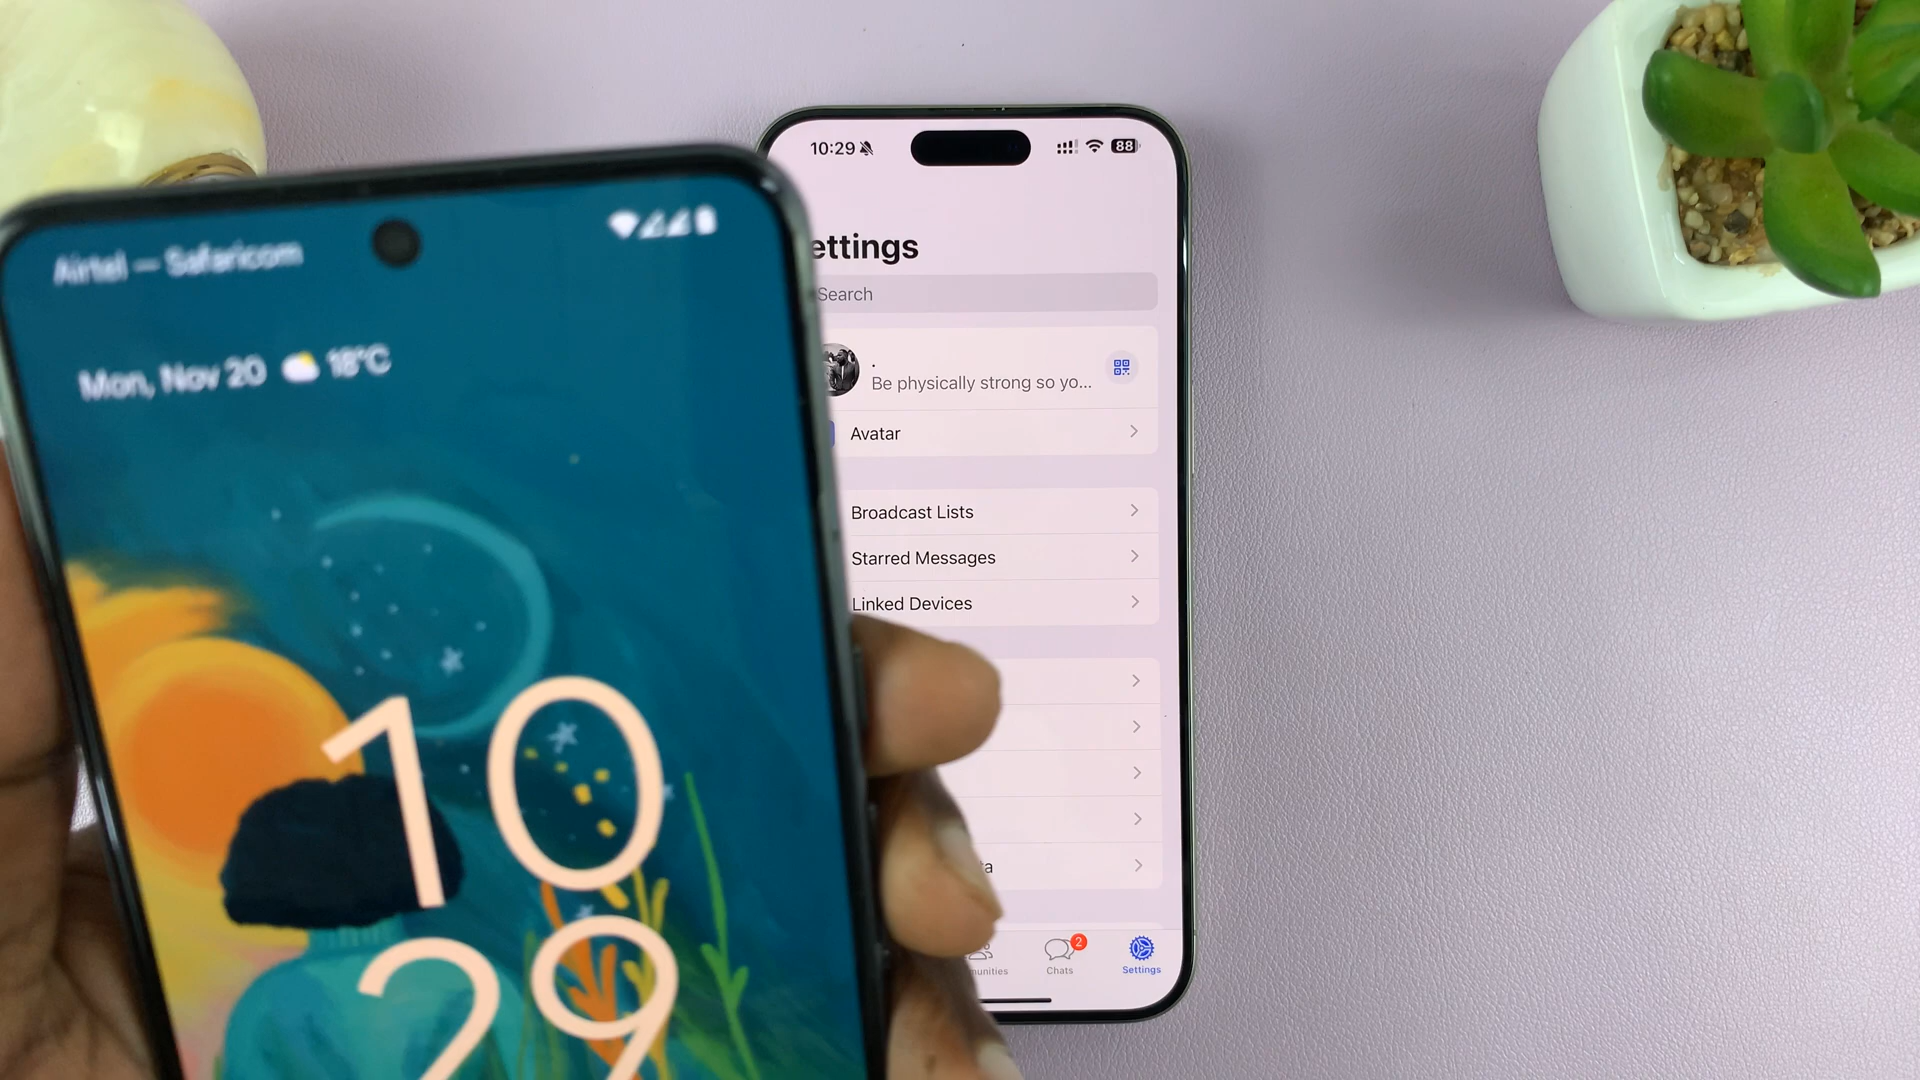 Airtel — Safaricom
Mon, Nov 20 18°C
10
29
10:29
88
ettings
Search
.
Be physically strong so yo...
Avatar
Broadcast Lists
Starred Messages
Linked Devices
ta
munities
Chats
2
Settings